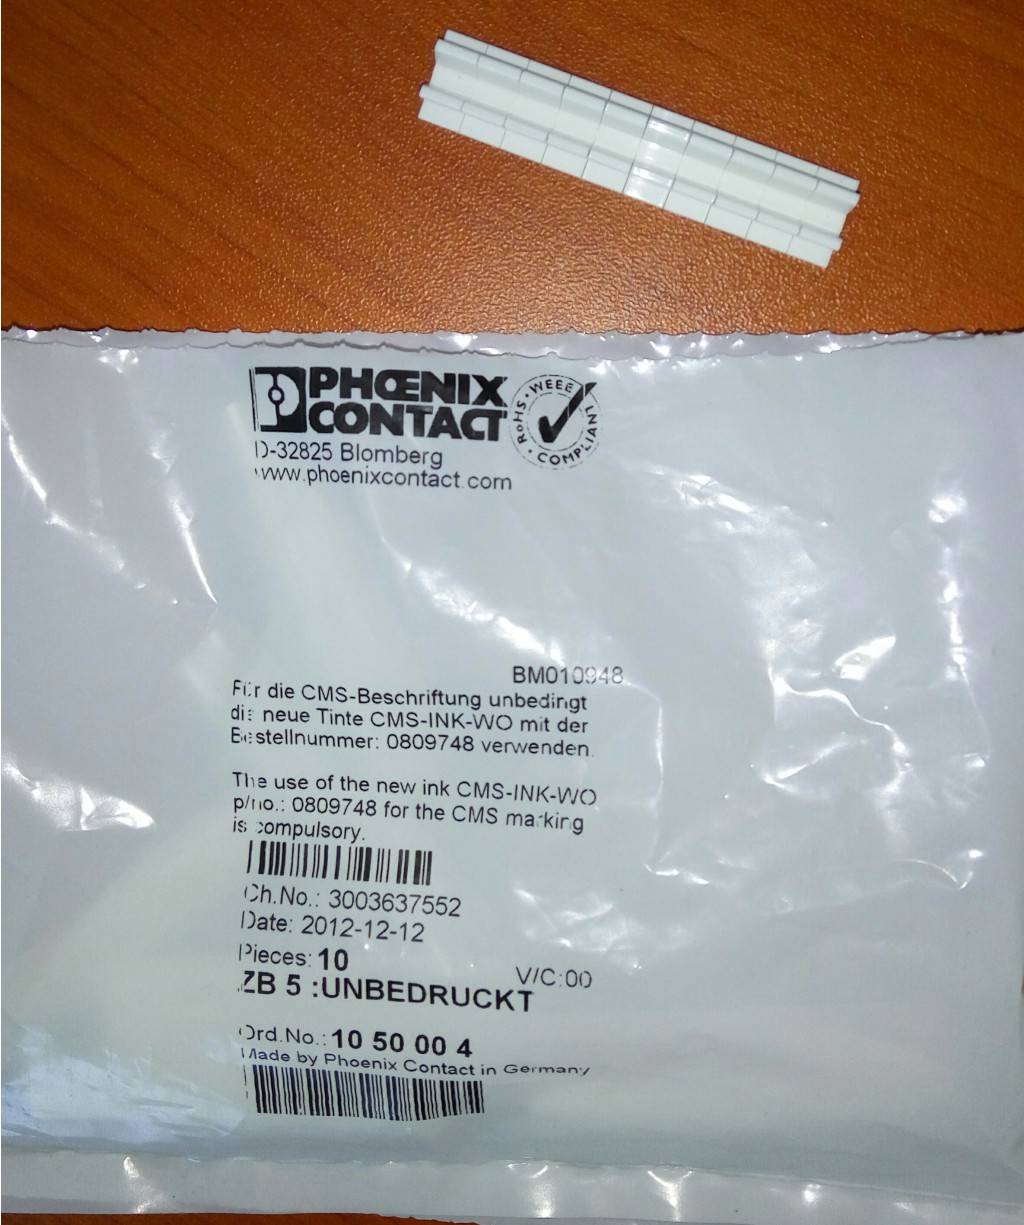 PHŒNIX
CONTACT
RoHS · WEEE · COMPLIANT
D-32825 Blomberg
www.phoenixcontact.com
BM010948
Für die CMS-Beschriftung unbedingt
die neue Tinte CMS-INK-WO mit der
Bestellnummer: 0809748 verwenden.
The use of the new ink CMS-INK-WO
p/no.: 0809748 for the CMS marking
is compulsory.
Ch.No.: 3003637552
Date: 2012-12-12
Pieces: 10
V/C:00
ZB 5 :UNBEDRUCKT
Ord.No.: 10 50 00 4
Made by Phoenix Contact in Germany